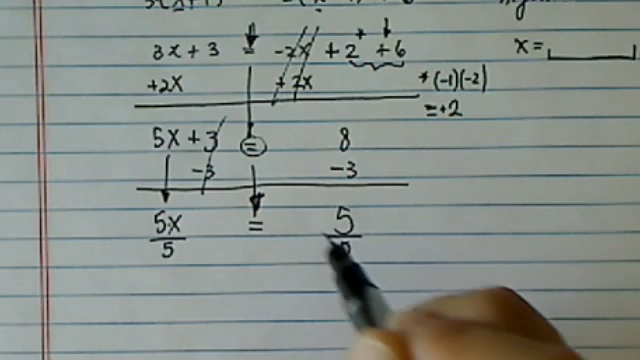 3x + 3 = -2x + 2 + 6
x =
+2x +2x * (-1)(-2)
= +2
5x + 3 = 8
-3 -3
5x = 5
5